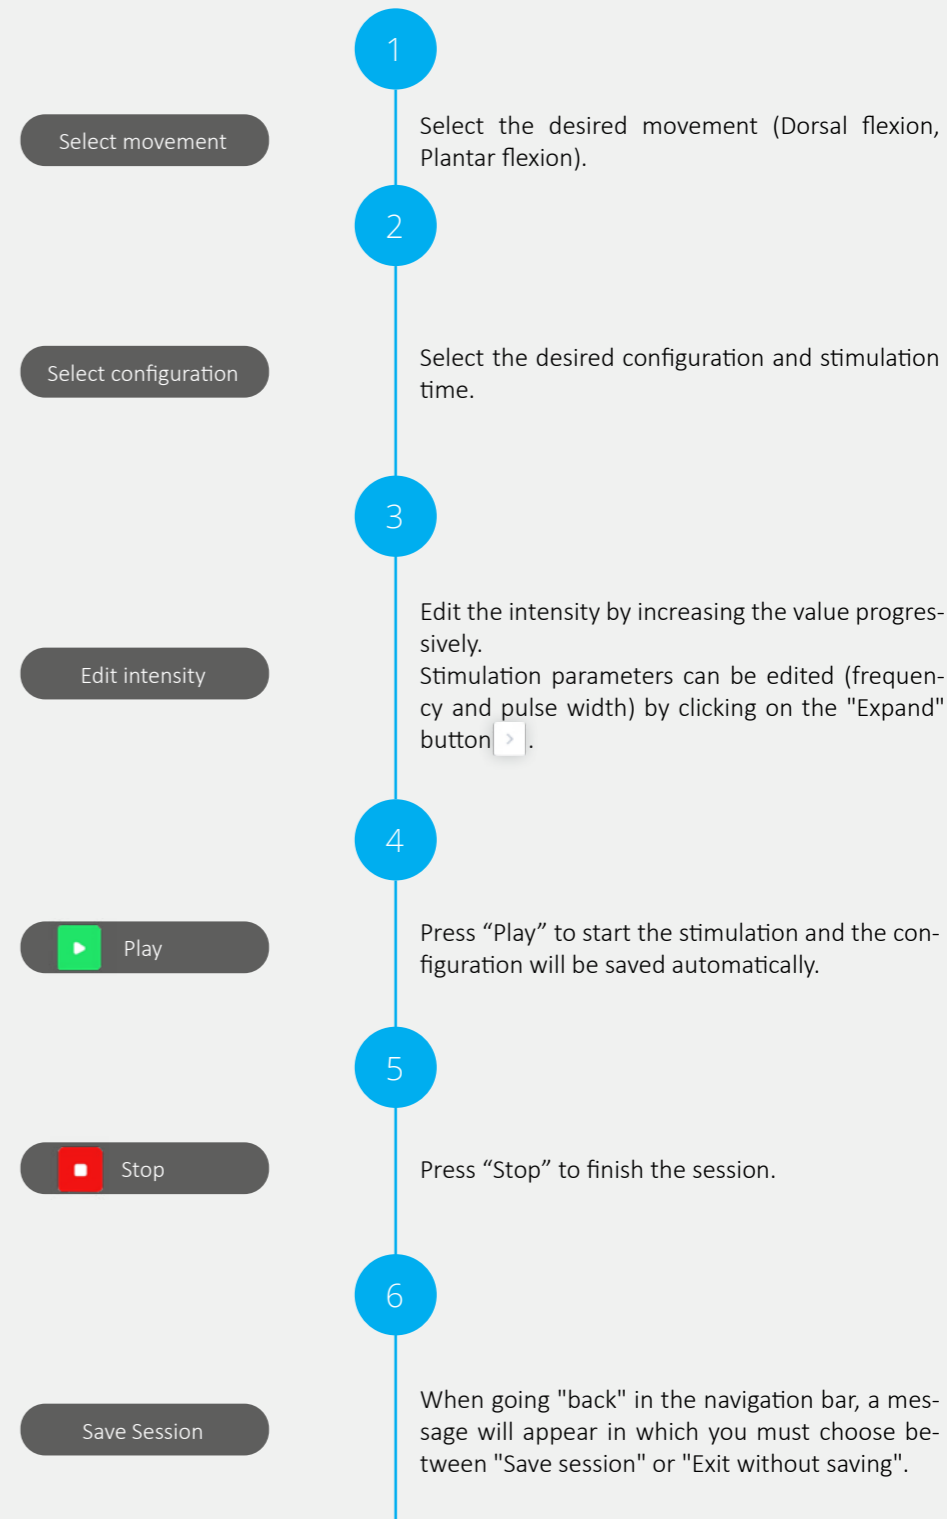 1
Select movement
Select the desired movement (Dorsal flexion,
Plantar flexion).
2
Select configuration
Select the desired configuration and stimulation
time.
3
Edit intensity
Edit the intensity by increasing the value progres-
sively.
Stimulation parameters can be edited (frequen-
cy and pulse width) by clicking on the "Expand"
button > .
4
Play
Press “Play” to start the stimulation and the con-
figuration will be saved automatically.
5
Stop
Press “Stop” to finish the session.
6
Save Session
When going "back" in the navigation bar, a mes-
sage will appear in which you must choose be-
tween "Save session" or "Exit without saving".